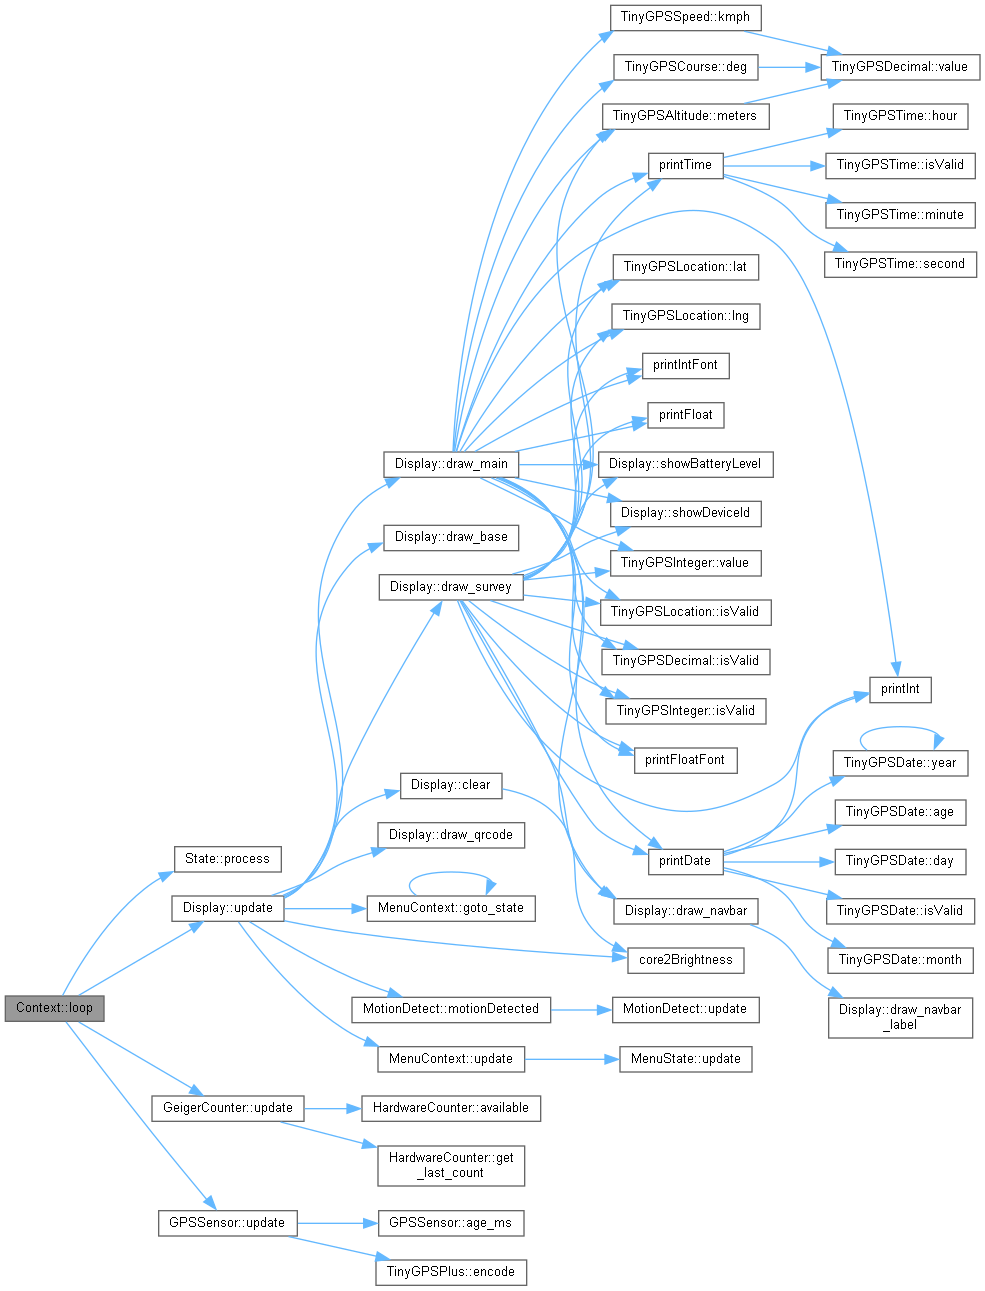 TinyGPSSpeed::kmph
TinyGPSCourse::deg
TinyGPSDecimal::value
TinyGPSAltitude::meters
TinyGPSTime::hour
printTime
TinyGPSTime::isValid
TinyGPSTime::minute
TinyGPSTime::second
TinyGPSLocation::lat
TinyGPSLocation::lng
printIntFont
printFloat
Display::draw_main
Display::showBatteryLevel
Display::showDeviceId
Display::draw_base
TinyGPSInteger::value
Display::draw_survey
TinyGPSLocation::isValid
TinyGPSDecimal::isValid
printInt
TinyGPSInteger::isValid
printFloatFont
TinyGPSDate::year
Display::clear
TinyGPSDate::age
Display::draw_qrcode
State::process
printDate
TinyGPSDate::day
Display::update
MenuContext::goto_state
Display::draw_navbar
TinyGPSDate::isValid
core2Brightness
TinyGPSDate::month
Context::loop
MotionDetect::motionDetected
MotionDetect::update
Display::draw_navbar
_label
MenuContext::update
MenuState::update
GeigerCounter::update
HardwareCounter::available
HardwareCounter::get
_last_count
GPSSensor::update
GPSSensor::age_ms
TinyGPSPlus::encode